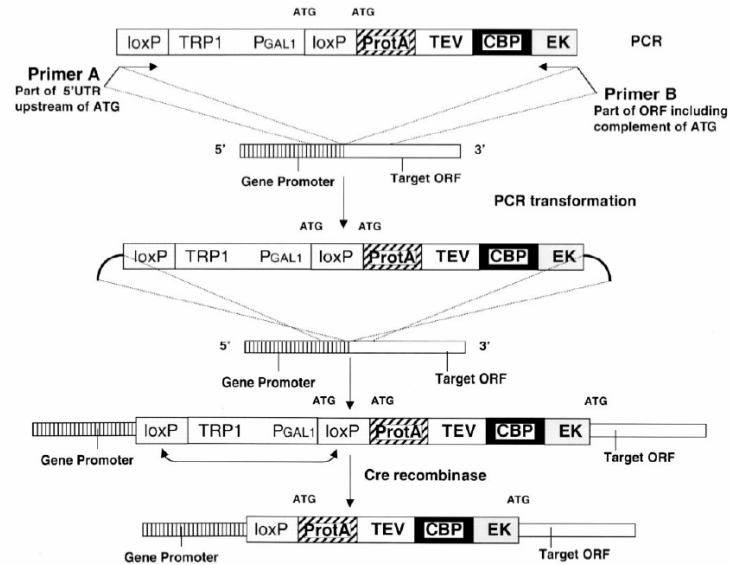 ATG ATG
loxP TRP1 PGAL1 loxP ProtA TEV CBP EK PCR
Primer A
Part of 5'UTR
upstream of ATG
Primer B
Part of ORF including
complement of ATG
5' 3'
Gene Promoter Target ORF
PCR transformation
ATG ATG
loxP TRP1 PGAL1 loxP ProtA TEV CBP EK
5' 3'
Gene Promoter Target ORF
ATG ATG ATG
loxP TRP1 PGAL1 loxP ProtA TEV CBP EK
Gene Promoter Target ORF
Cre recombinase
ATG ATG
loxP ProtA TEV CBP EK
Gene Promoter Target ORF